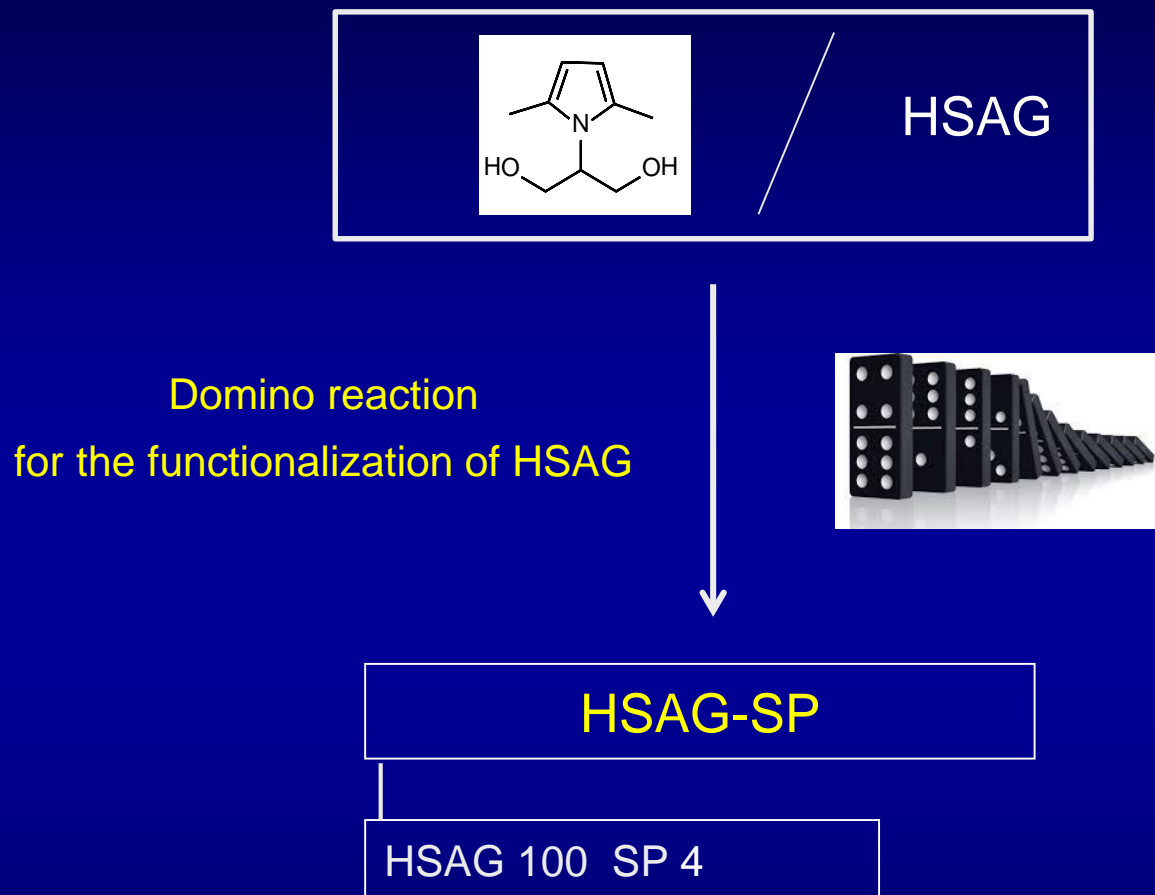 HSAG
N
HO
OH
Domino reaction
for the functionalization of HSAG
HSAG-SP
HSAG 100 SP 4